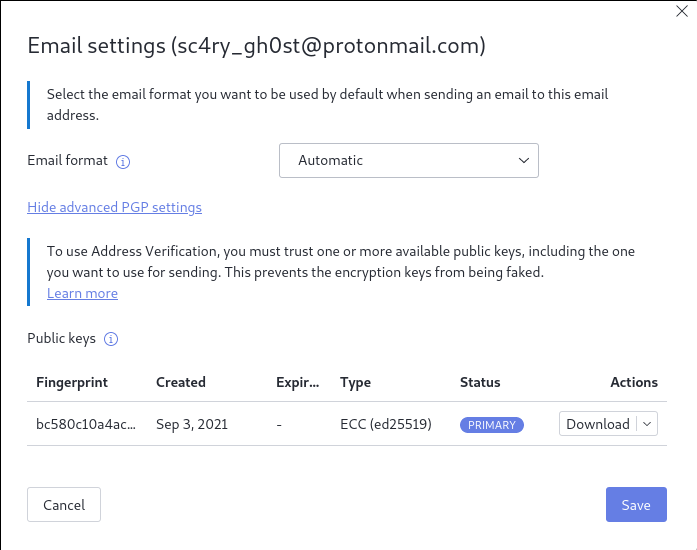 Email settings (sc4ry_gh0st@protonmail.com)
Select the email format you want to be used by default when sending an email to this email
address.
Email format
Automatic
Hide advanced PGP settings
To use Address Verification, you must trust one or more available public keys, including the one
you want to use for sending. This prevents the encryption keys from being faked.
Learn more
Public keys
Fingerprint Created Expir... Type Status Actions
bc580c10a4ac... Sep 3, 2021 - ECC (ed25519) PRIMARY Download
Cancel Save